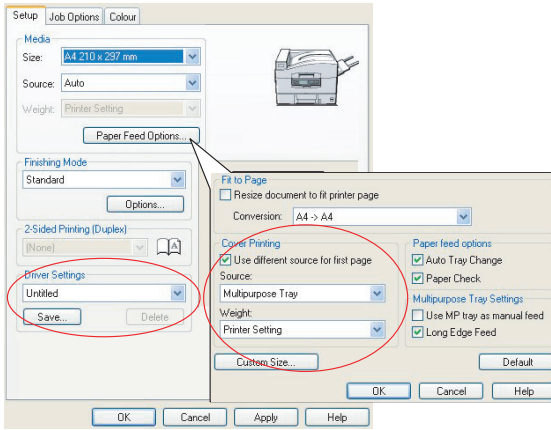 Setup Job Options Colour
Media
Size: A4 210 x 297 mm
Source: Auto
Weight: Printer Setting
Paper Feed Options...
Finishing Mode
Standard
Options...
2-Sided Printing (Duplex)
(None)
A
Driver Settings
Untitled
Save... Delete
OK Cancel Apply Help
Fit to Page
Resize document to fit printer page
Conversion: A4 -> A4
Cover Printing
Use different source for first page
Source:
Multipurpose Tray
Weight:
Printer Setting
Custom Size...
Paper feed options
Auto Tray Change
Paper Check
Multipurpose Tray Settings
Use MP tray as manual feed
Long Edge Feed
Default
OK Cancel Help